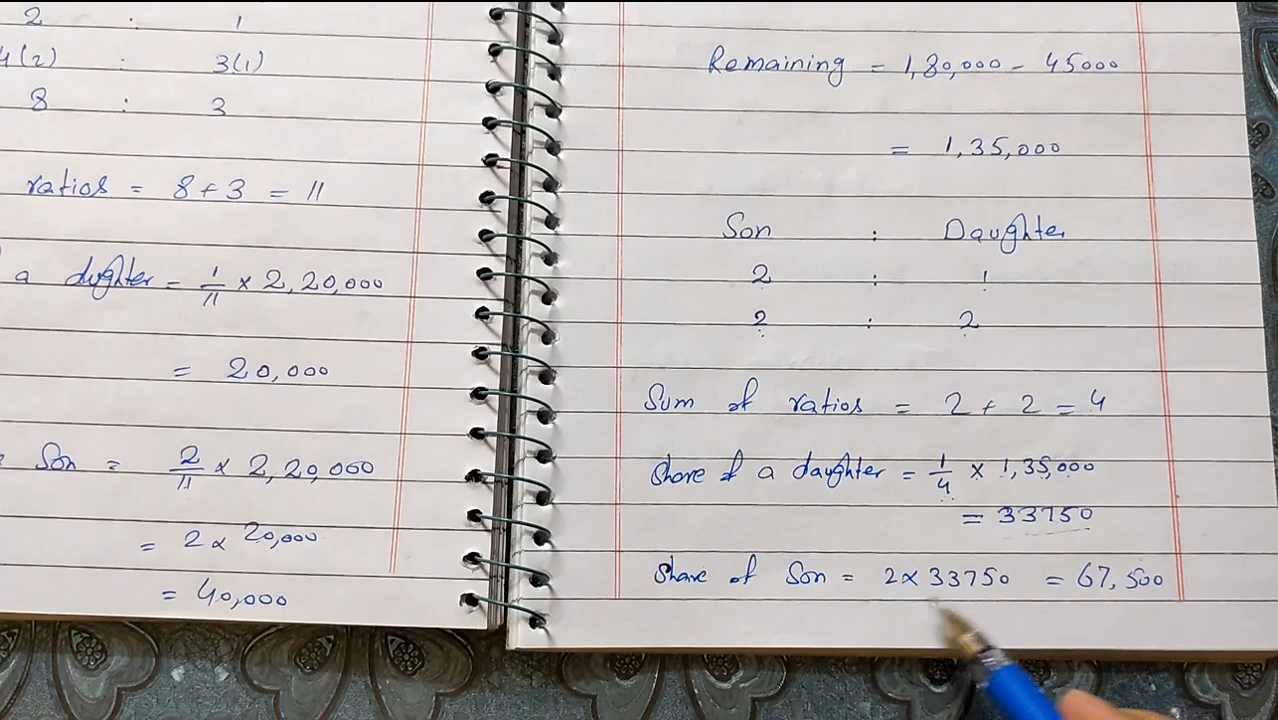 2 : 1
4(2) : 3(1)
8 : 3
ratios = 8 + 3 = 11
a dughter = 1/11 × 2,20,000
= 20,000
Son = 2/11 × 2,20,000
= 2 × 20,000
= 40,000
Remaining = 1,80,000 - 45000
= 1,35,000
Son : Daughter
2 : 1
2 : 2
Sum of ratios = 2 + 2 = 4
Share of a daughter = 1/4 × 1,35,000
= 33750
Share of Son = 2 × 33750 = 67,500